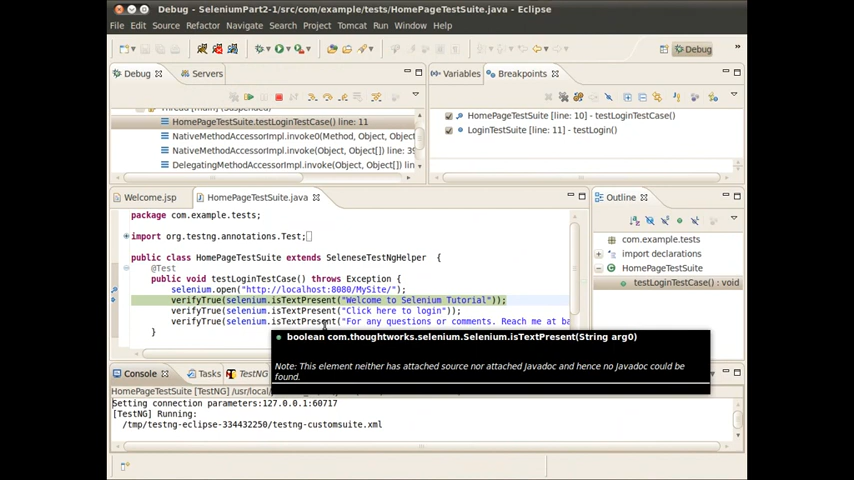 Debug - SeleniumPart2-1/src/com/example/tests/HomePageTestSuite.java - Eclipse
File Edit Source Refactor Navigate Search Project Tomcat Run Window Help
Debug
Debug Servers
Thread [main] (Suspended)
HomePageTestSuite.testLoginTestCase() line: 11
NativeMethodAccessorImpl.invoke0(Method, Object, Object
NativeMethodAccessorImpl.invoke(Object, Object[]) line: 39
DelegatingMethodAccessorImpl.invoke(Object, Object[]) line:
Variables Breakpoints
HomePageTestSuite [line: 10] - testLoginTestCase()
LoginTestSuite [line: 11] - testLogin()
Welcome.jsp HomePageTestSuite.java
package com.example.tests;
import org.testng.annotations.Test;
public class HomePageTestSuite extends SeleneseTestNgHelper {
@Test
public void testLoginTestCase() throws Exception {
selenium.open("http://localhost:8080/MySite/");
verifyTrue(selenium.isTextPresent("Welcome to Selenium Tutorial"));
verifyTrue(selenium.isTextPresent("Click here to login"));
verifyTrue(selenium.isTextPresent("For any questions or comments. Reach me at ba
}
boolean com.thoughtworks.selenium.Selenium.isTextPresent(String arg0)
Note: This element neither has attached source nor attached Javadoc and hence no Javadoc could be
found.
Outline
com.example.tests
import declarations
HomePageTestSuite
testLoginTestCase() : void
Console Tasks TestNG
HomePageTestSuite [TestNG] /usr/local/
Setting connection parameters:127.0.0.1:60717
[TestNG] Running:
/tmp/testng-eclipse-334432250/testng-customsuite.xml